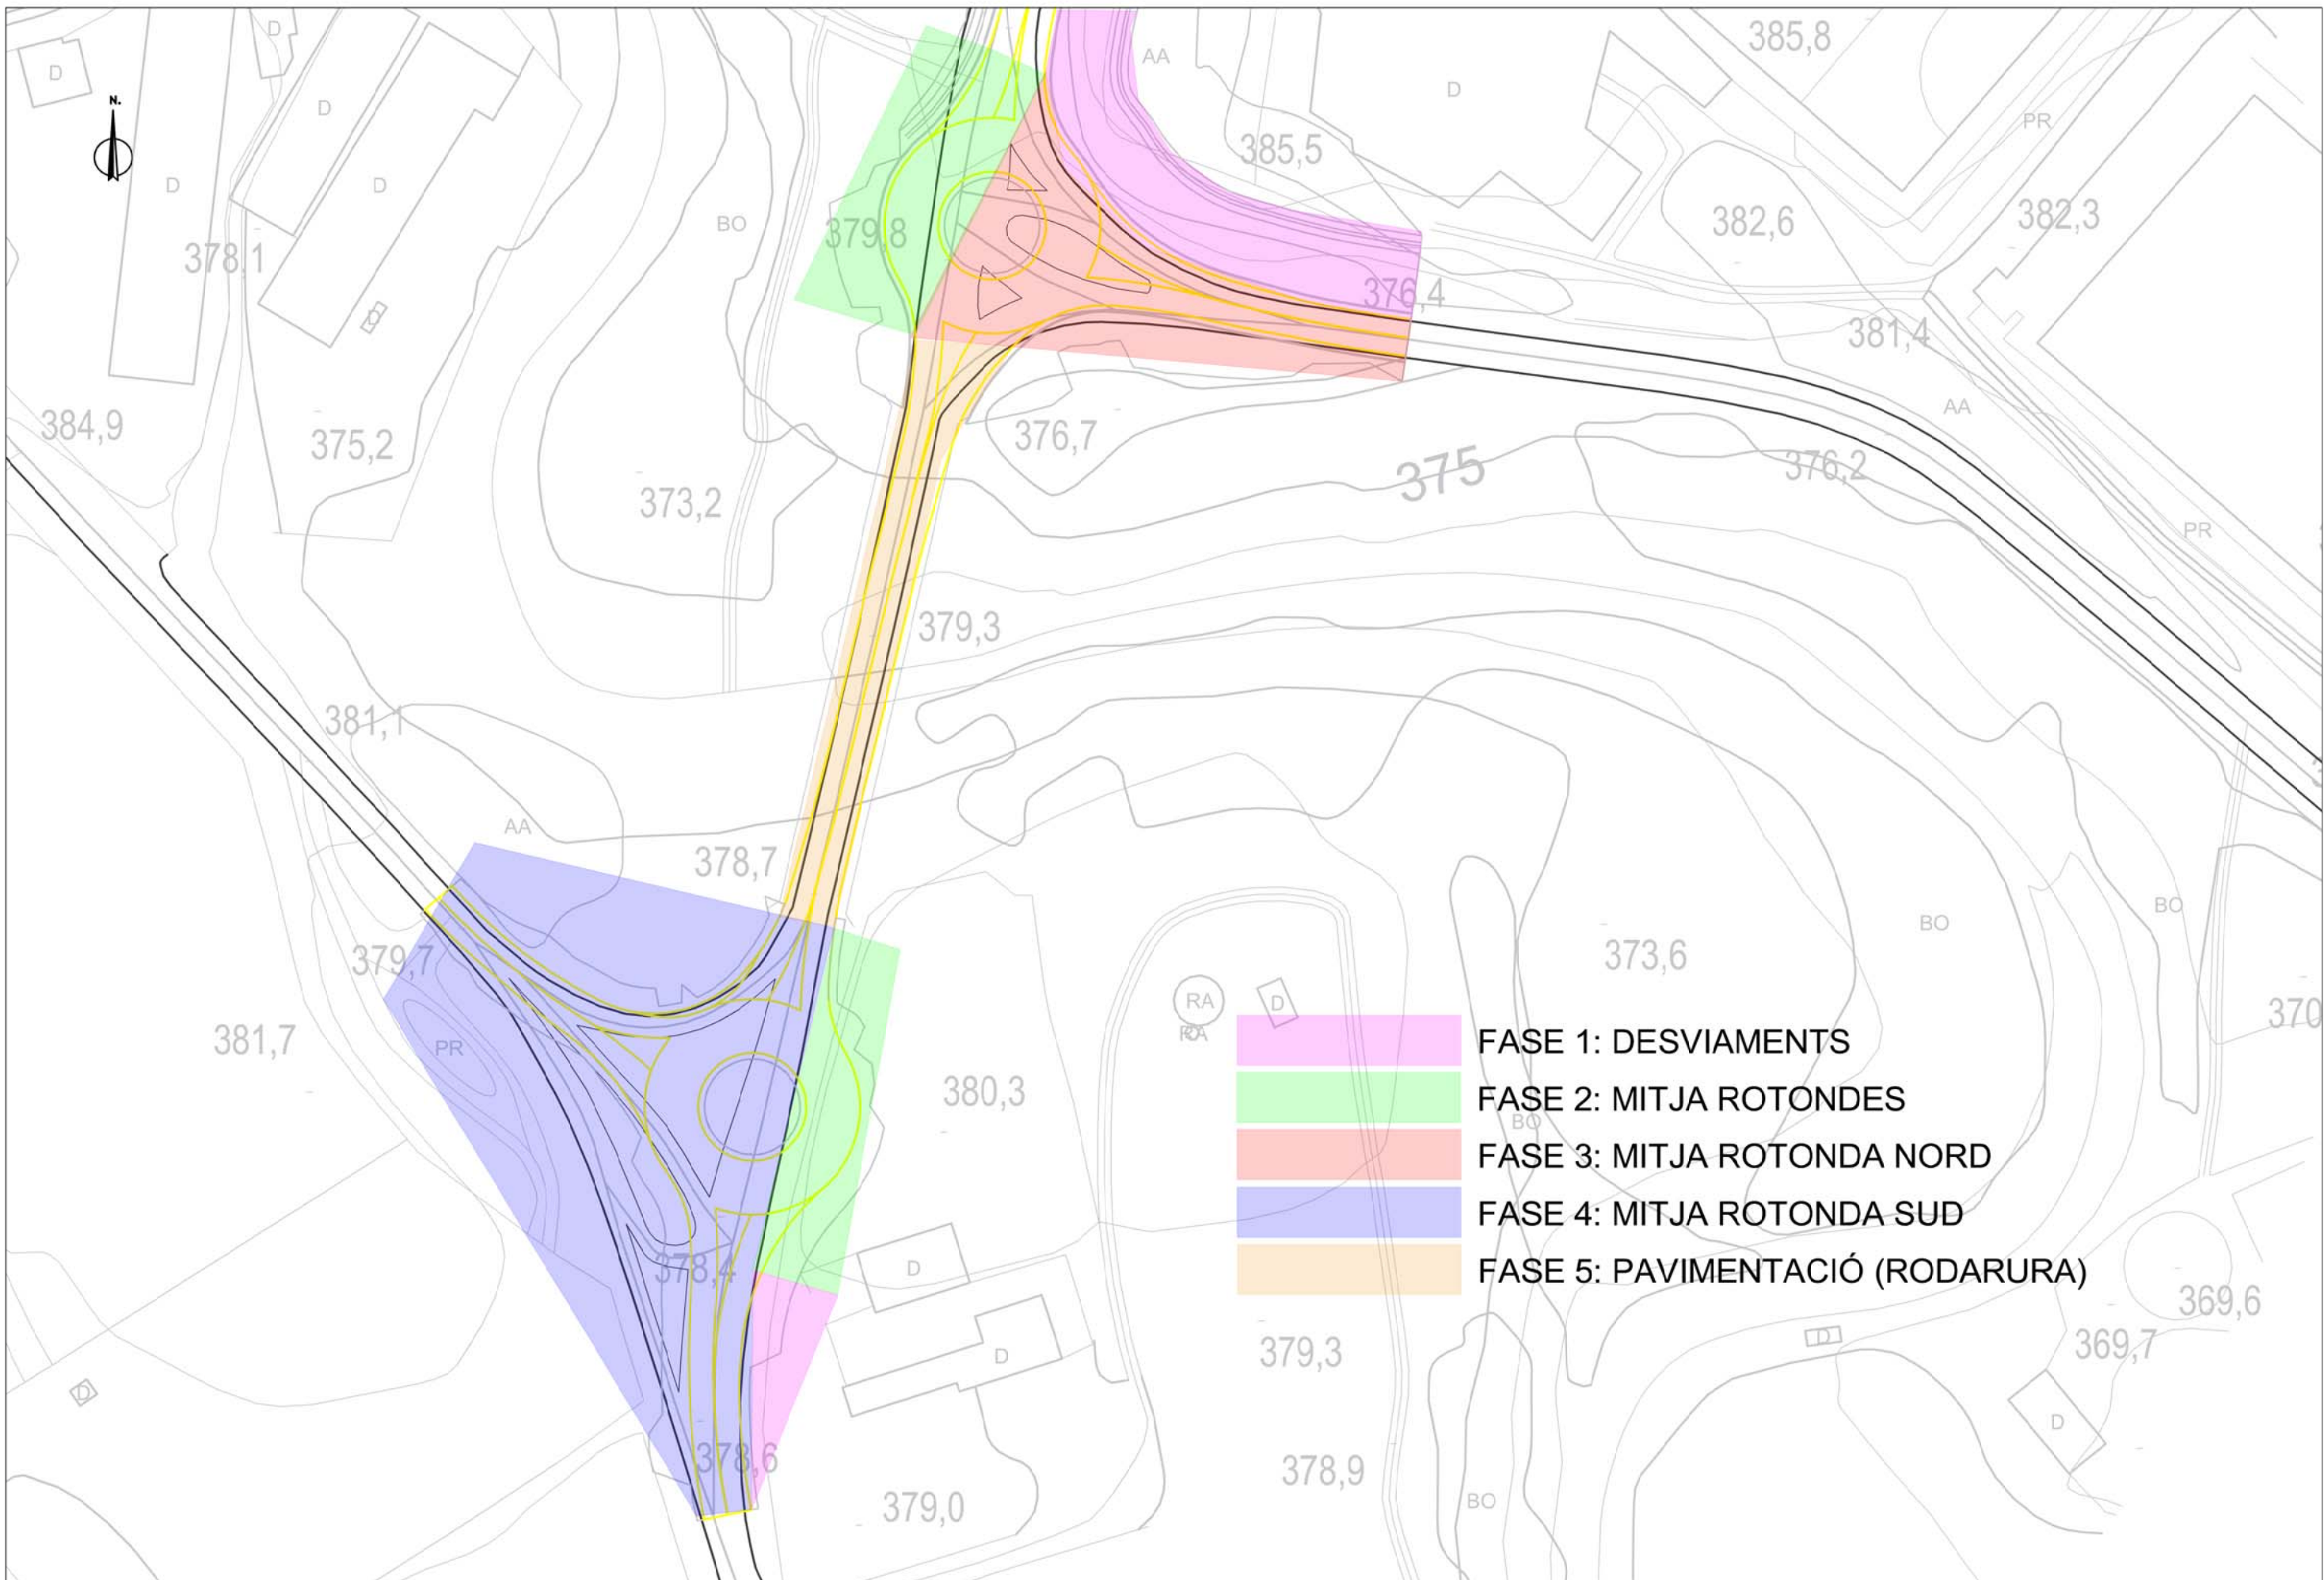 385,8
D
D
AA
D
N.
D
D
PR
385,5
D
D
BO
382,6
382,3
379,8
378,1
376,4
D
381,4
AA
384,9
375,2
376,7
375
376,2
373,2
PR
379,3
381,1
AA
378,7
BO
BO
379,7
373,6
RA
D
370
RA
381,7
PR
FASE 1: DESVIAMENTS
380,3
FASE 2: MITJA ROTONDES
BO
FASE 3: MITJA ROTONDA NORD
FASE 4: MITJA ROTONDA SUD
378,4
D
FASE 5: PAVIMENTACIÓ (RODARURA)
369,6
D
379,3
D
369,7
D
D
378,6
378,9
BO
379,0